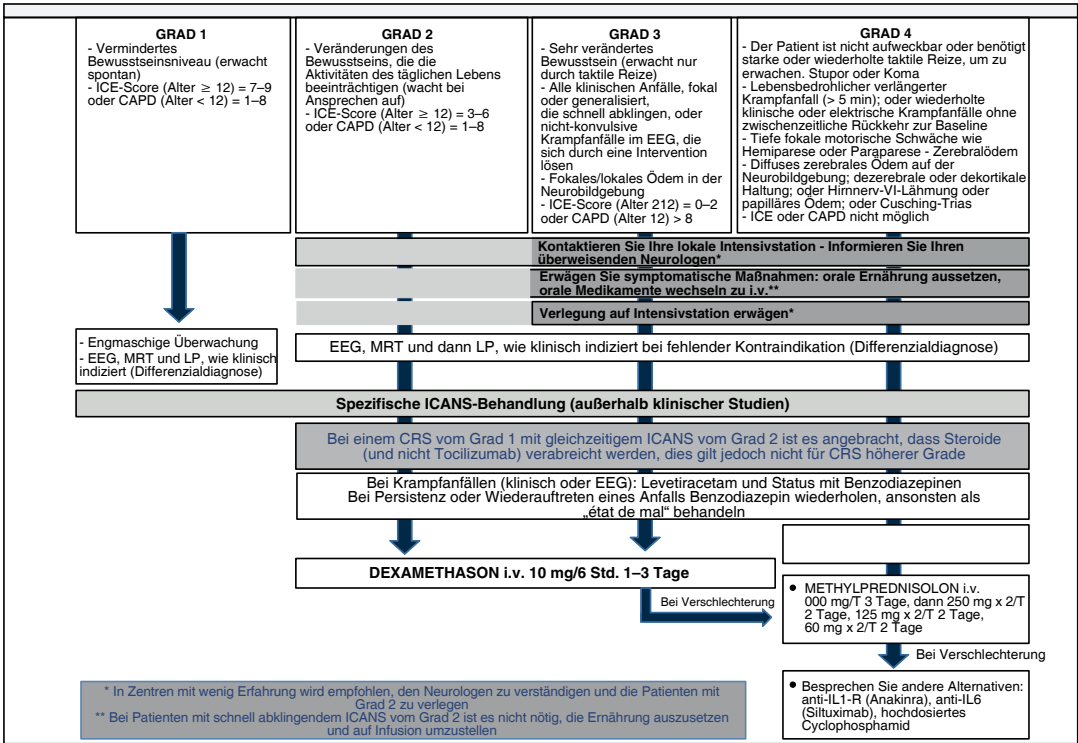 GRAD 1
- Vermindertes
Bewusstseinsniveau (erwacht
spontan)
- ICE-Score (Alter ≥ 12) = 7–9
oder CAPD (Alter < 12) = 1–8
GRAD 2
- Veränderungen des
Bewusstseins, die die
Aktivitäten des täglichen Lebens
beeinträchtigen (wacht bei
Ansprechen auf)
- ICE-Score (Alter ≥ 12) = 3–6
oder CAPD (Alter < 12) = 1–8
GRAD 3
- Sehr verändertes
Bewusstsein (erwacht nur
durch taktile Reize)
- Alle klinischen Anfälle, fokal
oder generalisiert,
die schnell abklingen, oder
nicht-konvulsive
Krampfanfälle im EEG, die
sich durch eine Intervention
lösen
- Fokales/lokales Ödem in der
Neurobildgebung
- ICE-Score (Alter 212) = 0–2
oder CAPD (Alter 12) > 8
GRAD 4
- Der Patient ist nicht aufweckbar oder benötigt
starke oder wiederholte taktile Reize, um zu
erwachen. Stupor oder Koma
- Lebensbedrohlicher verlängerter
Krampfanfall (> 5 min); oder wiederholte
klinische oder elektrische Krampfanfälle ohne
zwischenzeitliche Rückkehr zur Baseline
- Tiefe fokale motorische Schwäche wie
Hemiparese oder Paraparese - Zerebralödem
- Diffuses zerebrales Ödem auf der
Neurobildgebung; dezerebrale oder dekortikale
Haltung; oder Hirnnerv-VI-Lähmung oder
papilläres Ödem; oder Cusching-Trias
- ICE oder CAPD nicht möglich
Kontaktieren Sie Ihre lokale Intensivstation - Informieren Sie Ihren
überweisenden Neurologen*
Erwägen Sie symptomatische Maßnahmen: orale Ernährung aussetzen,
orale Medikamente wechseln zu i.v.**
Verlegung auf Intensivstation erwägen*
- Engmaschige Überwachung
- EEG, MRT und LP, wie klinisch
indiziert (Differenzialdiagnose)
EEG, MRT und dann LP, wie klinisch indiziert bei fehlender Kontraindikation (Differenzialdiagnose)
Spezifische ICANS-Behandlung (außerhalb klinischer Studien)
Bei einem CRS vom Grad 1 mit gleichzeitigem ICANS vom Grad 2 ist es angebracht, dass Steroide
(und nicht Tocilizumab) verabreicht werden, dies gilt jedoch nicht für CRS höherer Grade
Bei Krampfanfällen (klinisch oder EEG): Levetiracetam und Status mit Benzodiazepinen
Bei Persistenz oder Wiederauftreten eines Anfalls Benzodiazepin wiederholen, ansonsten als
„état de mal“ behandeln
DEXAMETHASON i.v. 10 mg/6 Std. 1–3 Tage
Bei Verschlechterung
● METHYLPREDNISOLON i.v.
000 mg/T 3 Tage, dann 250 mg x 2/T
2 Tage, 125 mg x 2/T 2 Tage,
60 mg x 2/T 2 Tage
Bei Verschlechterung
● Besprechen Sie andere Alternativen:
anti-IL1-R (Anakinra), anti-IL6
(Siltuximab), hochdosiertes
Cyclophosphamid
* In Zentren mit wenig Erfahrung wird empfohlen, den Neurologen zu verständigen und die Patienten mit
Grad 2 zu verlegen
** Bei Patienten mit schnell abklingendem ICANS vom Grad 2 ist es nicht nötig, die Ernährung auszusetzen
und auf Infusion umzustellen